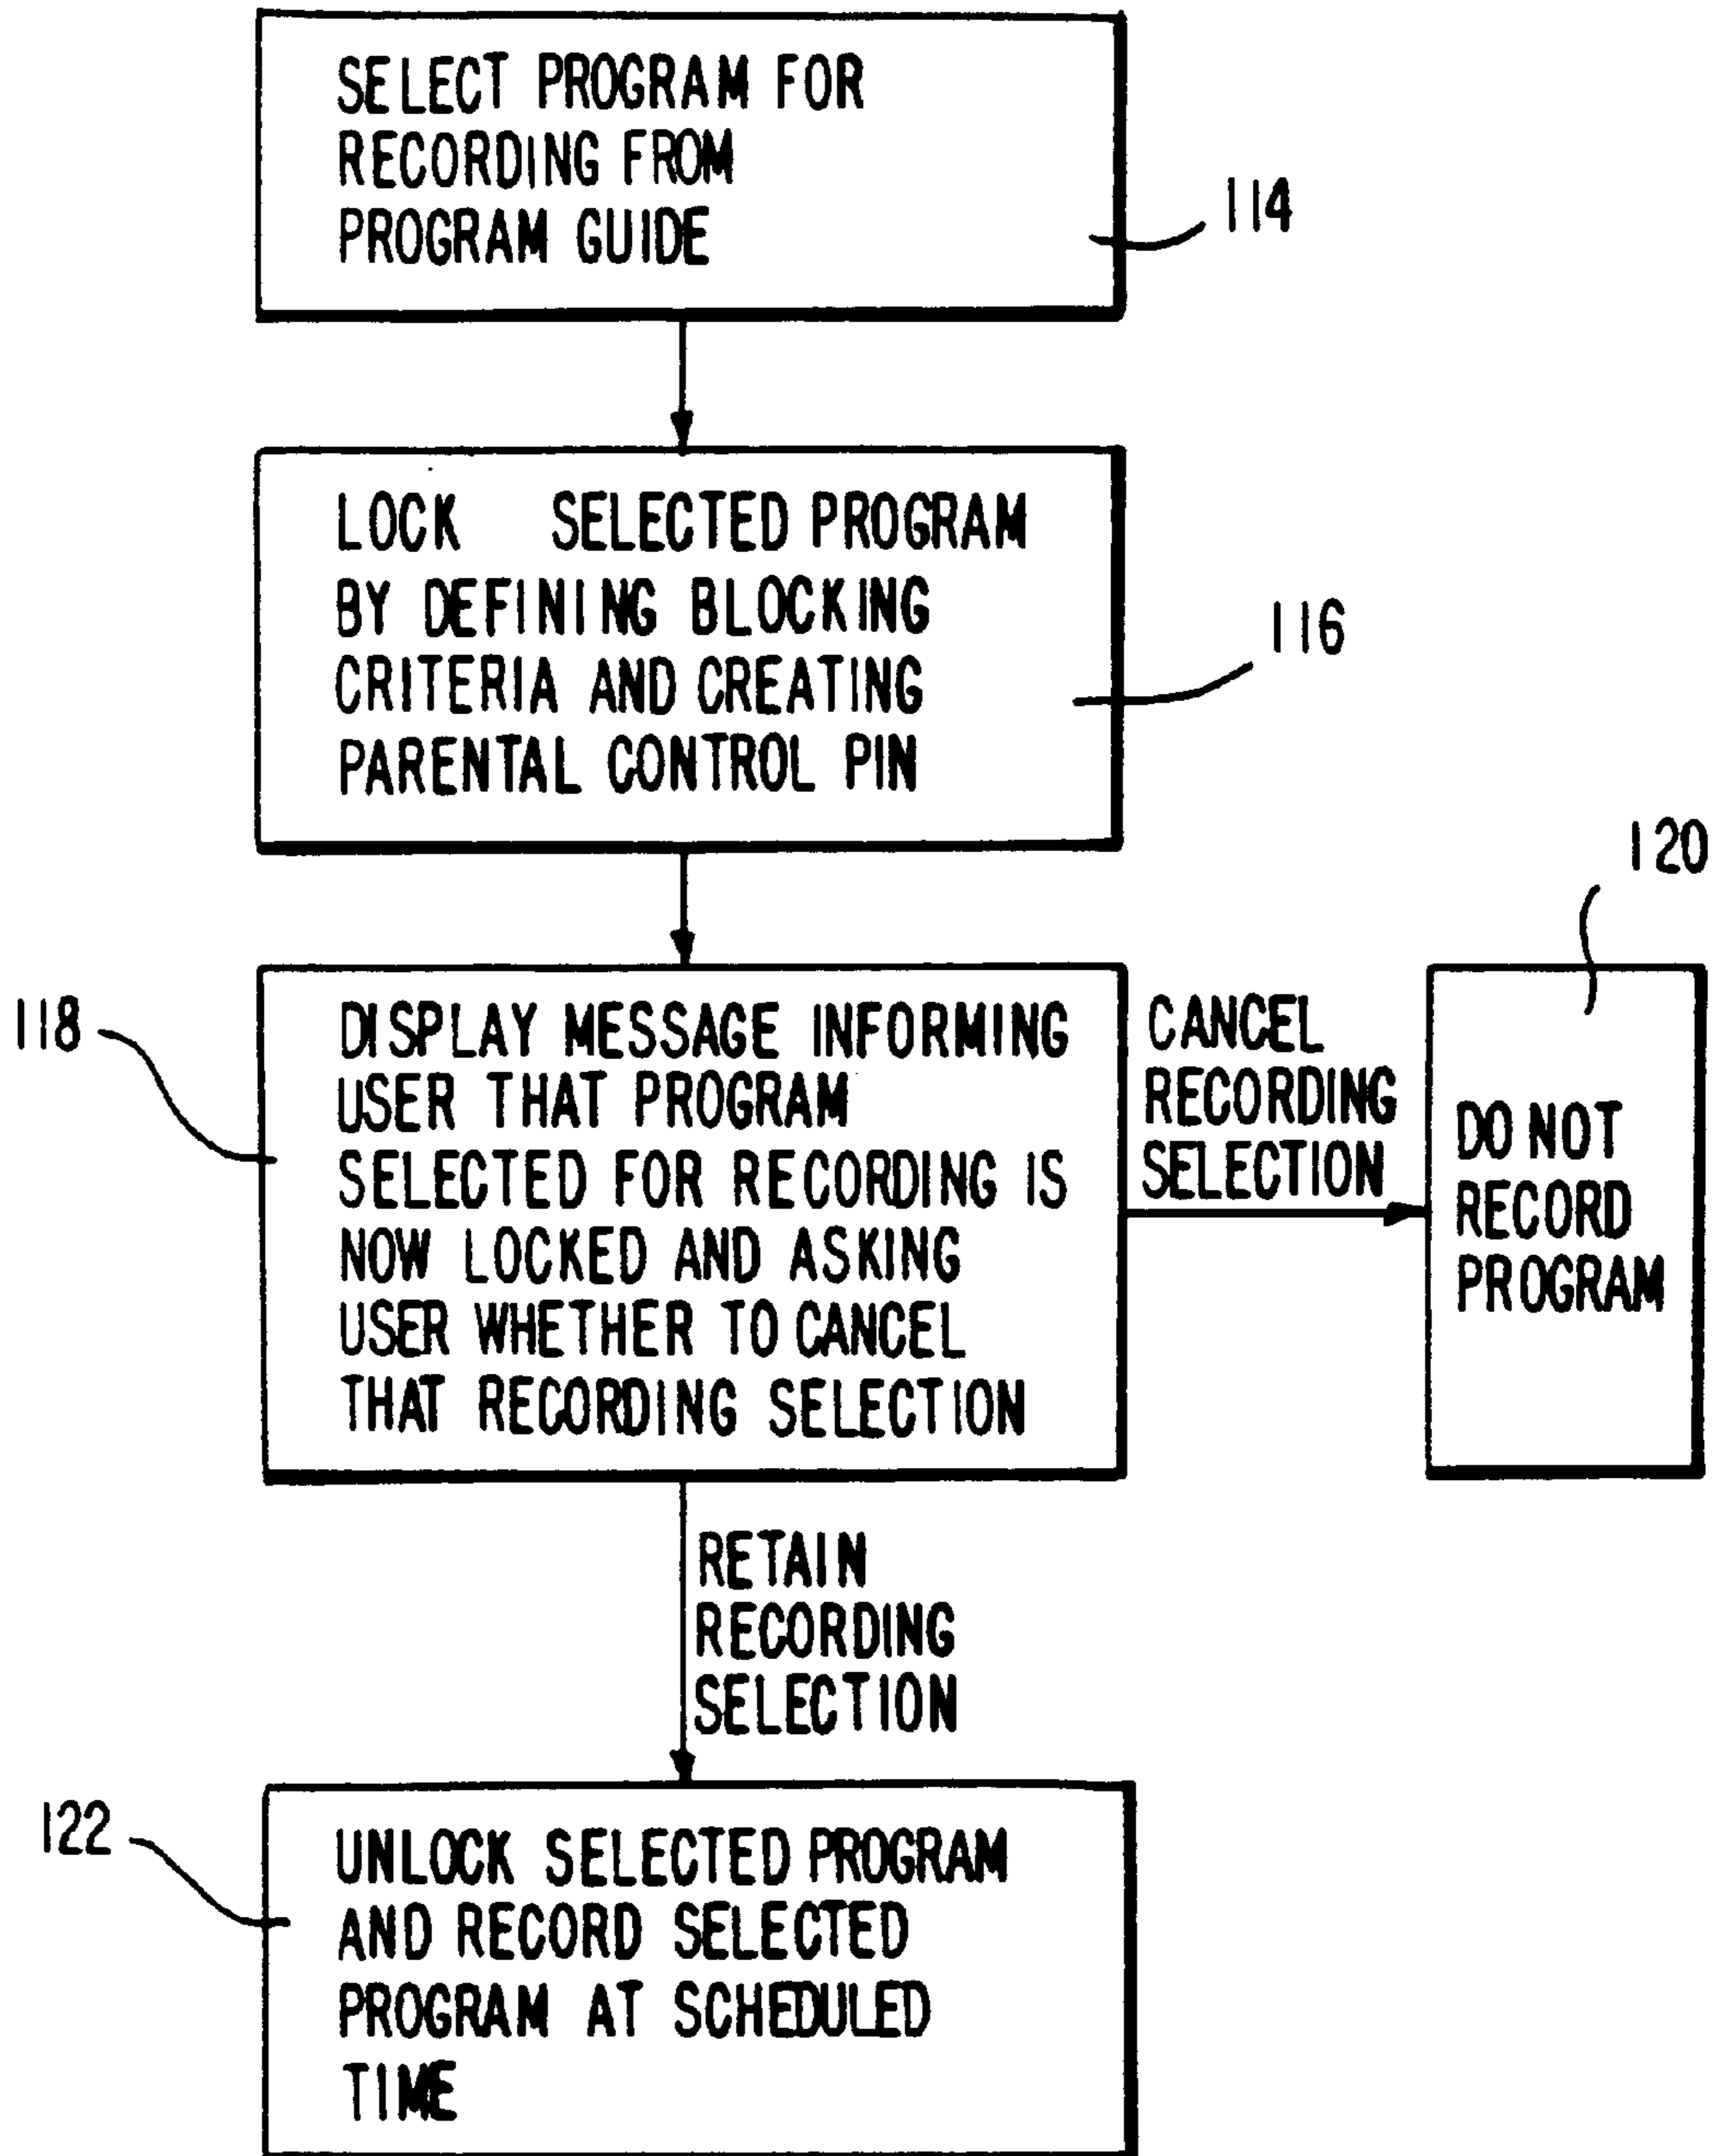 SELECT PROGRAM FOR
RECORDING FROM
PROGRAM GUIDE
114
LOCK SELECTED PROGRAM
BY DEFINING BLOCKING
CRITERIA AND CREATING
PARENTAL CONTROL PIN
116
120
118
DISPLAY MESSAGE INFORMING
USER THAT PROGRAM
SELECTED FOR RECORDING IS
NOW LOCKED AND ASKING
USER WHETHER TO CANCEL
THAT RECORDING SELECTION
CANCEL
RECORDING
SELECTION
DO NOT
RECORD
PROGRAM
RETAIN
RECORDING
SELECTION
122
UNLOCK SELECTED PROGRAM
AND RECORD SELECTED
PROGRAM AT SCHEDULED
TIME